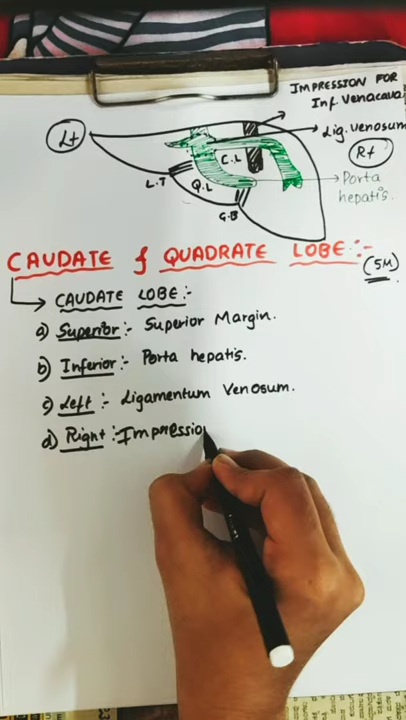 IMPRESSION FOR
Inf. Venacava
Lt
Lig. Venosum
Rt
C.L
L.T
Q.L
Porta
hepatis.
G.B
CAUDATE & QUADRATE LOBE:-
(5M)
CAUDATE LOBE:-
a) Superior:- Superior Margin.
b) Inferior:- Porta hepatis.
c) Left:- Ligamentum Venosum.
d) Right:- Impressio